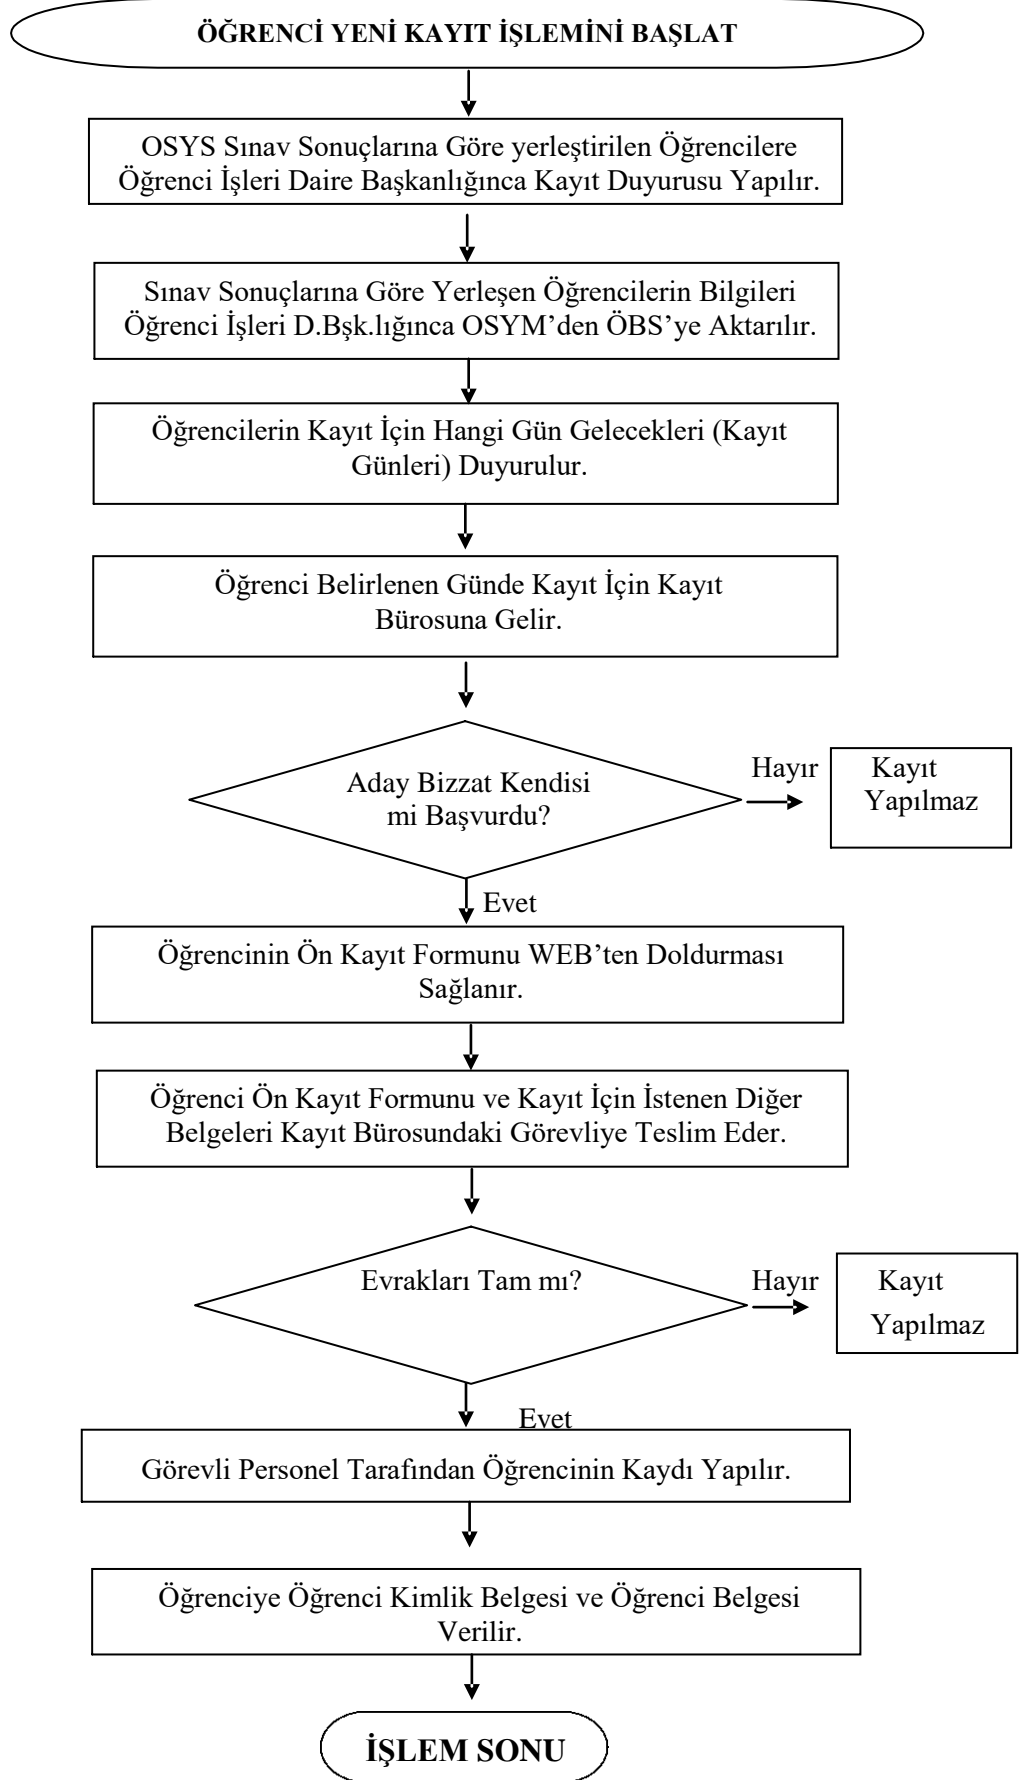 ÖĞRENCİ YENİ KAYIT İŞLEMİNİ BAŞLAT
OSYS Sınav Sonuçlarına Göre yerleştirilen Öğrencilere
Öğrenci İşleri Daire Başkanlığınca Kayıt Duyurusu Yapılır.
Sınav Sonuçlarına Göre Yerleşen Öğrencilerin Bilgileri
Öğrenci İşleri D.Bşk.lığınca OSYM’den ÖBS’ye Aktarılır.
Öğrencilerin Kayıt İçin Hangi Gün Gelecekleri (Kayıt
Günleri) Duyurulur.
Öğrenci Belirlenen Günde Kayıt İçin Kayıt
Bürosuna Gelir.
Aday Bizzat Kendisi
mi Başvurdu?
Hayır
Kayıt
Yapılmaz
Evet
Öğrencinin Ön Kayıt Formunu WEB’ten Doldurması
Sağlanır.
Öğrenci Ön Kayıt Formunu ve Kayıt İçin İstenen Diğer
Belgeleri Kayıt Bürosundaki Görevliye Teslim Eder.
Evrakları Tam mı?
Hayır
Kayıt
Yapılmaz
Evet
Görevli Personel Tarafından Öğrencinin Kaydı Yapılır.
Öğrenciye Öğrenci Kimlik Belgesi ve Öğrenci Belgesi
Verilir.
İŞLEM SONU